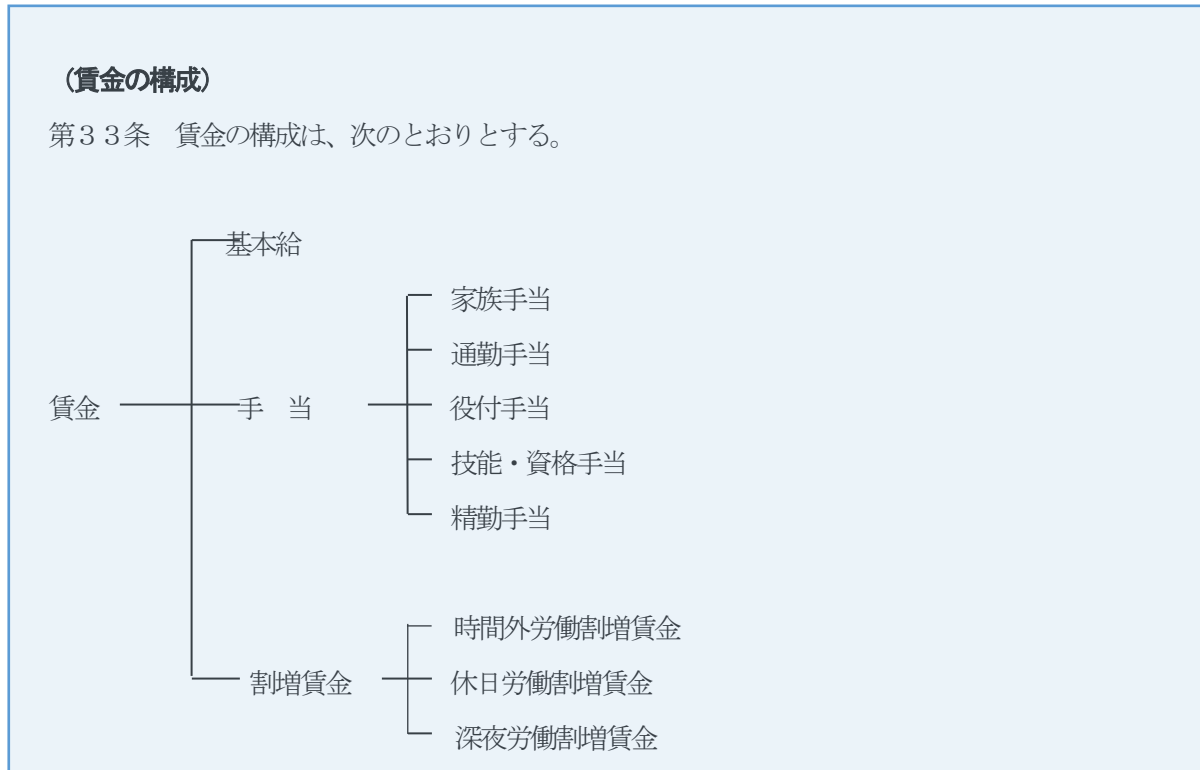 （賃金の構成）
第３３条　賃金の構成は、次のとおりとする。
基本給
家族手当
通勤手当
賃金　手　当　役付手当
技能・資格手当
精勤手当
時間外労働割増賃金
割増賃金　休日労働割増賃金
深夜労働割増賃金